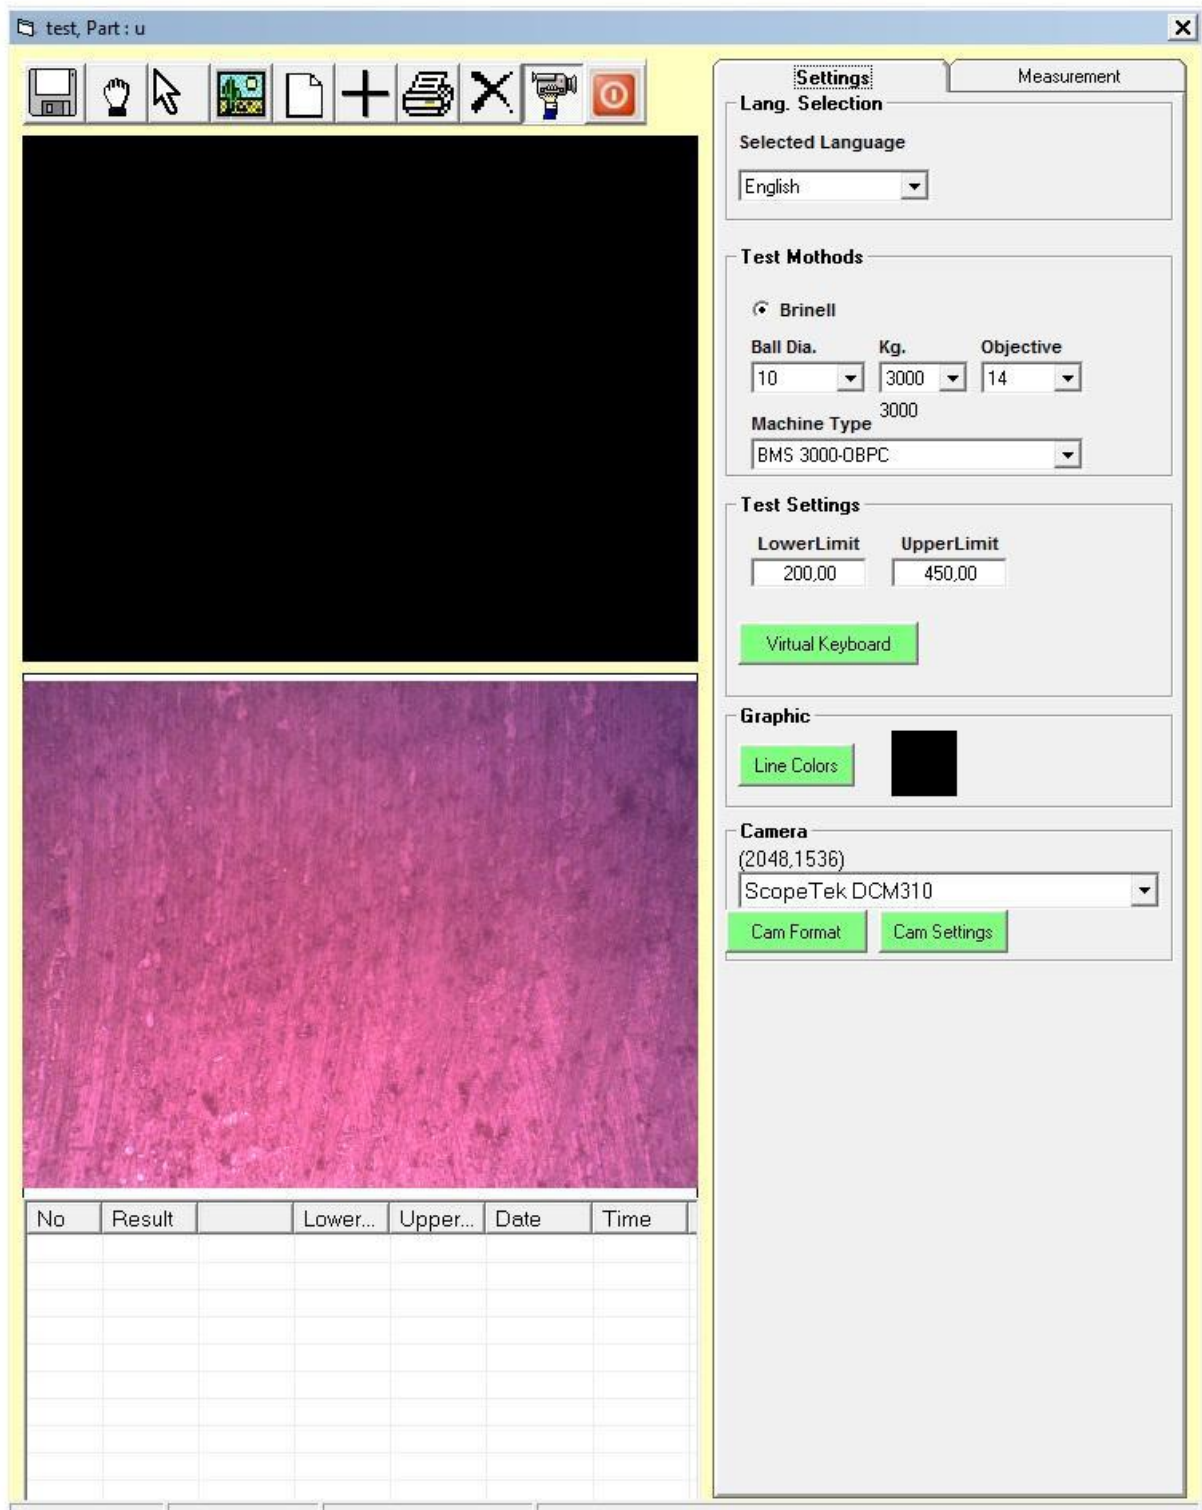 test, Part : u
Settings
Measurement
Lang. Selection
Selected Language
English
Test Mothods
Brinell
Ball Dia. Kg. Objective
10 3000 14
3000
Machine Type
BMS 3000-OBPC
Test Settings
LowerLimit UpperLimit
200,00 450,00
Virtual Keyboard
Graphic
Line Colors
Camera
(2048,1536)
ScopeTek DCM310
Cam Format Cam Settings
No Result Lower... Upper... Date Time